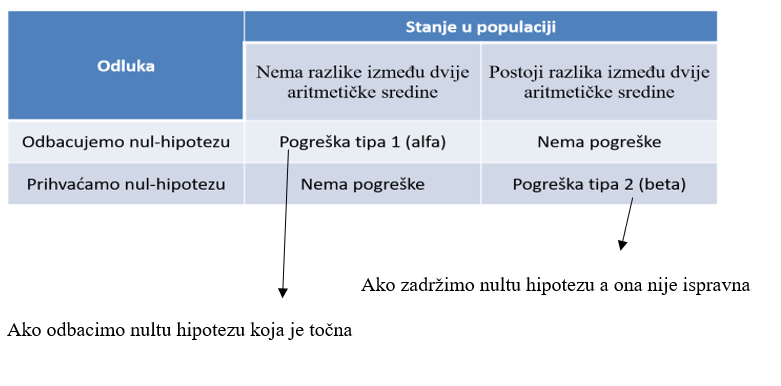 Odluka
Stanje u populaciji
Nema razlike između dvije
aritmetičke sredine
Postoji razlika između dvije
aritmetičke sredine
Odbacujemo nul-hipotezu
Pogreška tipa 1 (alfa)
Nema pogreške
Prihvaćamo nul-hipotezu
Nema pogreške
Pogreška tipa 2 (beta)
Ako zadržimo nultu hipotezu a ona nije ispravna
Ako odbacimo nultu hipotezu koja je točna